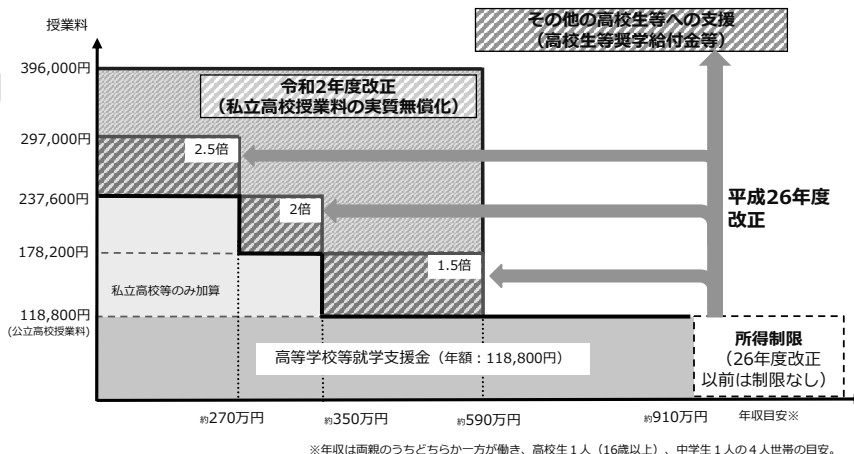 授業料
その他の高校生等への支援
（高校生等奨学給付金等）
396,000円
令和2年度改正
（私立高校授業料の実質無償化）
297,000円
2.5倍
237,600円
2倍
平成26年度
改正
178,200円
1.5倍
私立高校等のみ加算
118,800円
(公立高校授業料)
所得制限
（26年度改正
以前は制限なし）
高等学校等就学支援金（年額：118,800円）
約270万円
約350万円
約590万円
約910万円
年収目安※
※年収は両親のうちどちらか一方が働き、高校生１人（16歳以上）、中学生１人の４人世帯の目安。